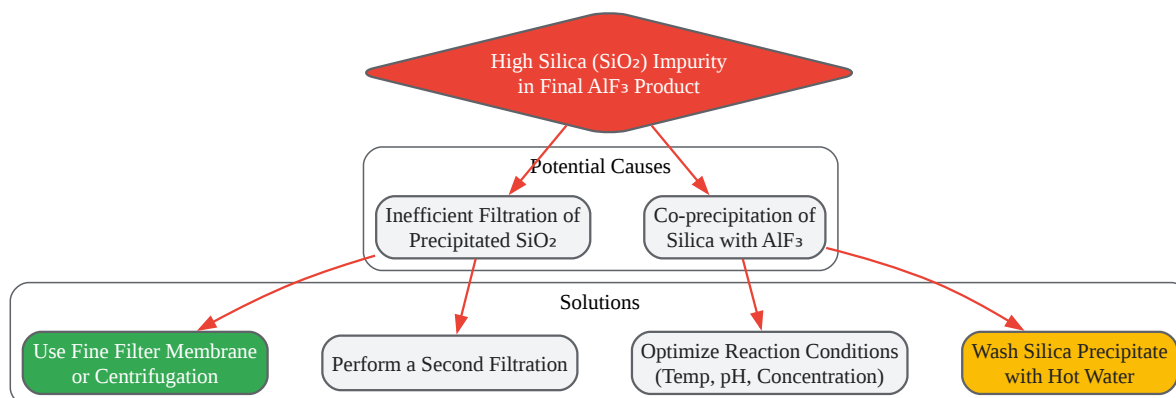 High Silica (SiO₂) Impurity
in Final AlF₃ Product
Potential Causes
Inefficient Filtration of
Precipitated SiO₂
Co-precipitation of
Silica with AlF₃
Solutions
Use Fine Filter Membrane
or Centrifugation
Perform a Second Filtration
Optimize Reaction Conditions
(Temp, pH, Concentration)
Wash Silica Precipitate
with Hot Water